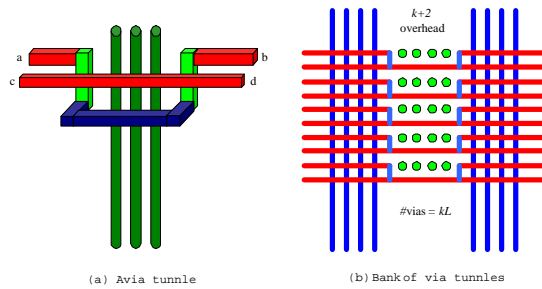 k+2
overhead
a
b
c
d
#vias = kL
(a) Avia tunnle
(b)Bank of via tunnles